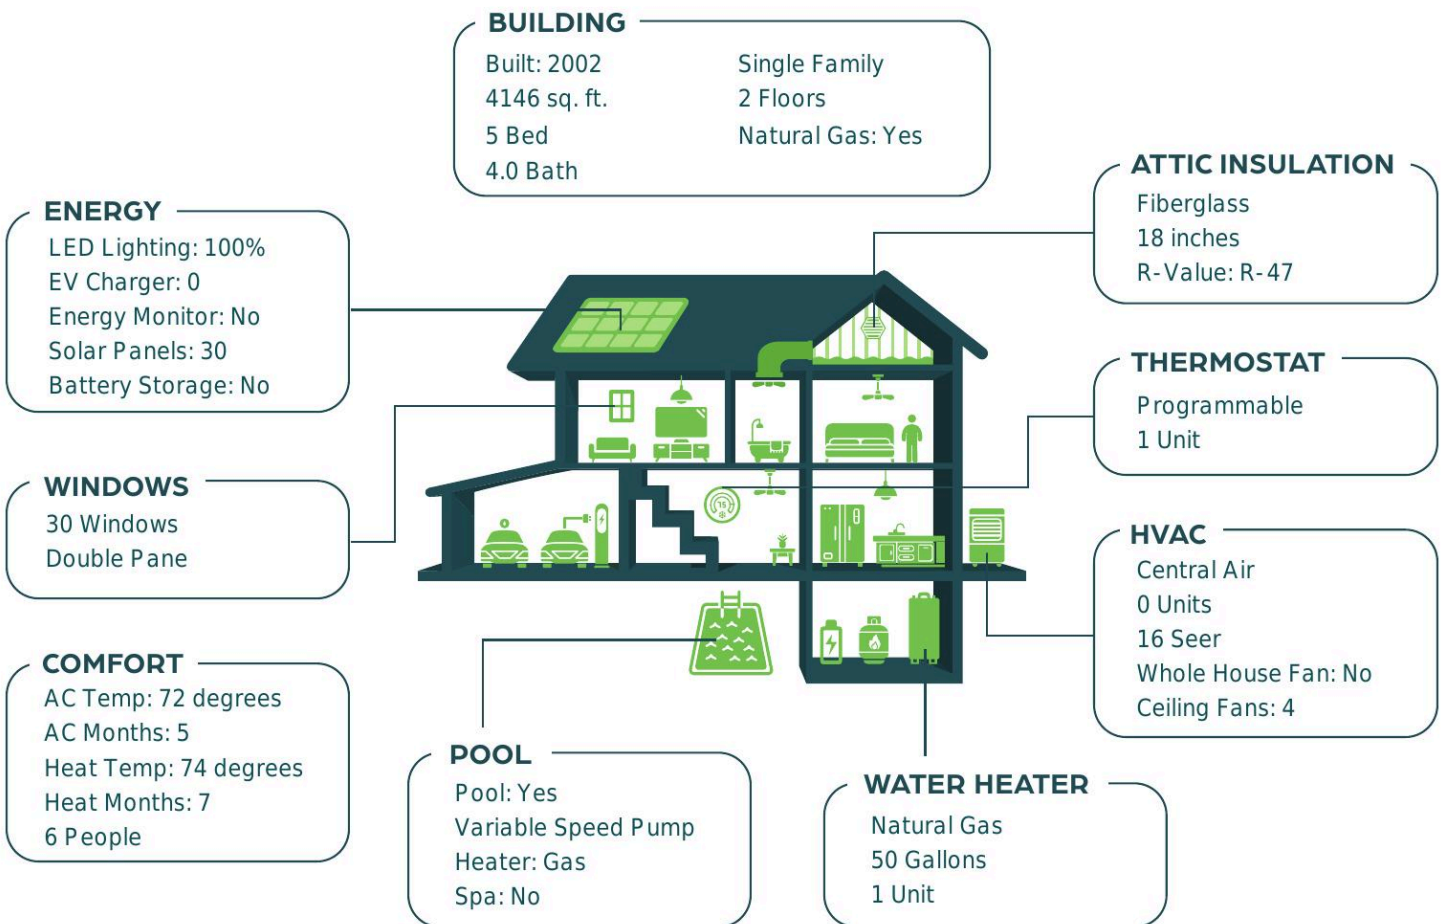 BUILDING
Built: 2002
4146 sq. ft.
5 Bed
4.0 Bath
Single Family
2 Floors
Natural Gas: Yes
ATTIC INSULATION
Fiberglass
18 inches
R-Value: R-47
ENERGY
LED Lighting: 100%
EV Charger: 0
Energy Monitor: No
Solar Panels: 30
Battery Storage: No
THERMOSTAT
Programmable
1 Unit
WINDOWS
30 Windows
Double Pane
15
HVAC
Central Air
0 Units
16 Seer
Whole House Fan: No
Ceiling Fans: 4
COMFORT
AC Temp: 72 degrees
AC Months: 5
Heat Temp: 74 degrees
Heat Months: 7
6 People
POOL
Pool: Yes
Variable Speed Pump
Heater: Gas
Spa: No
WATER HEATER
Natural Gas
50 Gallons
1 Unit